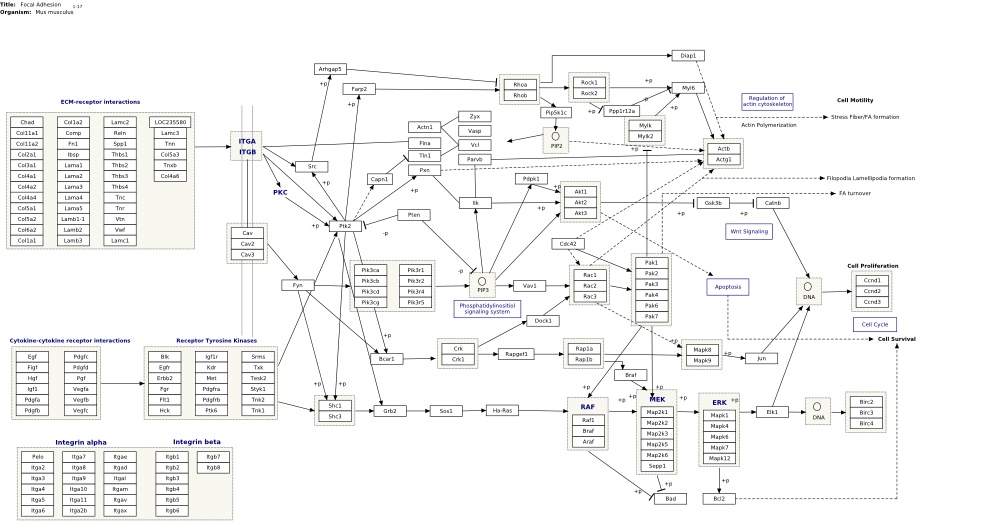 Title: Focal Adhesion
1-17
Organism: Mus musculus
ECM-receptor interactions
Chad Col1a2 Lamc2 LOC235580
Col11a1 Comp Reln Lamc3
Col11a2 Fn1 Spp1 Tnn
Col2a1 Ibsp Thbs1 Col5a3
Col3a1 Lama1 Thbs2 Tnxb
Col4a1 Lama2 Thbs3 Col4a6
Col4a2 Lama3 Thbs4
Col4a4 Lama4 Tnc
Col5a1 Lama5 Tnr
Col5a2 Lamb1-1 Vtn
Col6a2 Lamb2 Vwf
Col1a1 Lamb3 Lamc1
Cytokine-cytokine receptor interactions
Egf Pdgfc
Figf Pdgfd
Hgf Pgf
Igf1 Vegfa
Pdgfa Vegfb
Pdgfb Vegfc
Receptor Tyrosine Kinases
Blk Igf1r Srms
Egfr Kdr Txk
Erbb2 Met Tesk2
Fgr Pdgfra Styk1
Flt1 Pdgfrb Tnk2
Hck Ptk6 Tnk1
Integrin alpha
Pelo Itga7 Itgae
Itga2 Itga8 Itgad
Itga3 Itga9 Itgal
Itga4 Itga10 Itgam
Itga5 Itga11 Itgav
Itga6 Itga2b Itgax
Integrin beta
Itgb1 Itgb7
Itgb2 Itgb8
Itgb3
Itgb4
Itgb5
Itgb6
ITGA
ITGB
PKC
Cav
Cav2
Cav3
Fyn
Arhgap5
+p
Farp2
+p
Src
+p
Ptk2
+p
Capn1
+p
+p
Actn1
Flna
Tln1
Pxn
Zyx
Vasp
Vcl
Parvb
Pten
-p
-p
Ilk
Pik3ca Pik3r1
Pik3cb Pik3r2
Pik3cd Pik3r4
Pik3cg Pik3r5
PIP3
Phosphatidylinositol
signaling system
Bcar1
+p
Shc1
Shc3
+p
+p
Grb2
Sos1
Ha-Ras
Crk
Crk1
Rapgef1
Dock1
Vav1
Rap1a
Rap1b
Braf
+p
Rhoa
Rhob
Pip5k1c
PIP2
Rock1
Rock2
+p
Ppp1r12a
+p
-p
Mylk
Mylk2
+p
+p
Diap1
Myl6
Actb
Actg1
Pdpk1
+p
Akt1
Akt2
Akt3
Cdc42
Rac1
Rac2
Rac3
Pak1
Pak2
Pak3
Pak4
Pak6
Pak7
Mapk8
Mapk9
+p
Jun
RAF
Raf1
Braf
Araf
+p
+p
+p
MEK
+p
Map2k1
Map2k2
Map2k3
Map2k5
Map2k6
Sepp1
+p
+p
Bad
ERK
+p
Mapk1
Mapk4
Mapk6
Mapk7
Mapk12
+p
Bcl2
Elk1
DNA
Birc2
Birc3
Birc4
Gsk3b
Catnb
Wnt Signaling
Apoptosis
DNA
Ccnd1
Ccnd2
Ccnd3
Regulation of
actin cytoskeleton
Actin Polymerization
Cell Motility
Stress Fiber/FA formation
Filopodia Lamellipodia formation
FA turnover
Cell Proliferation
Cell Cycle
Cell Survival